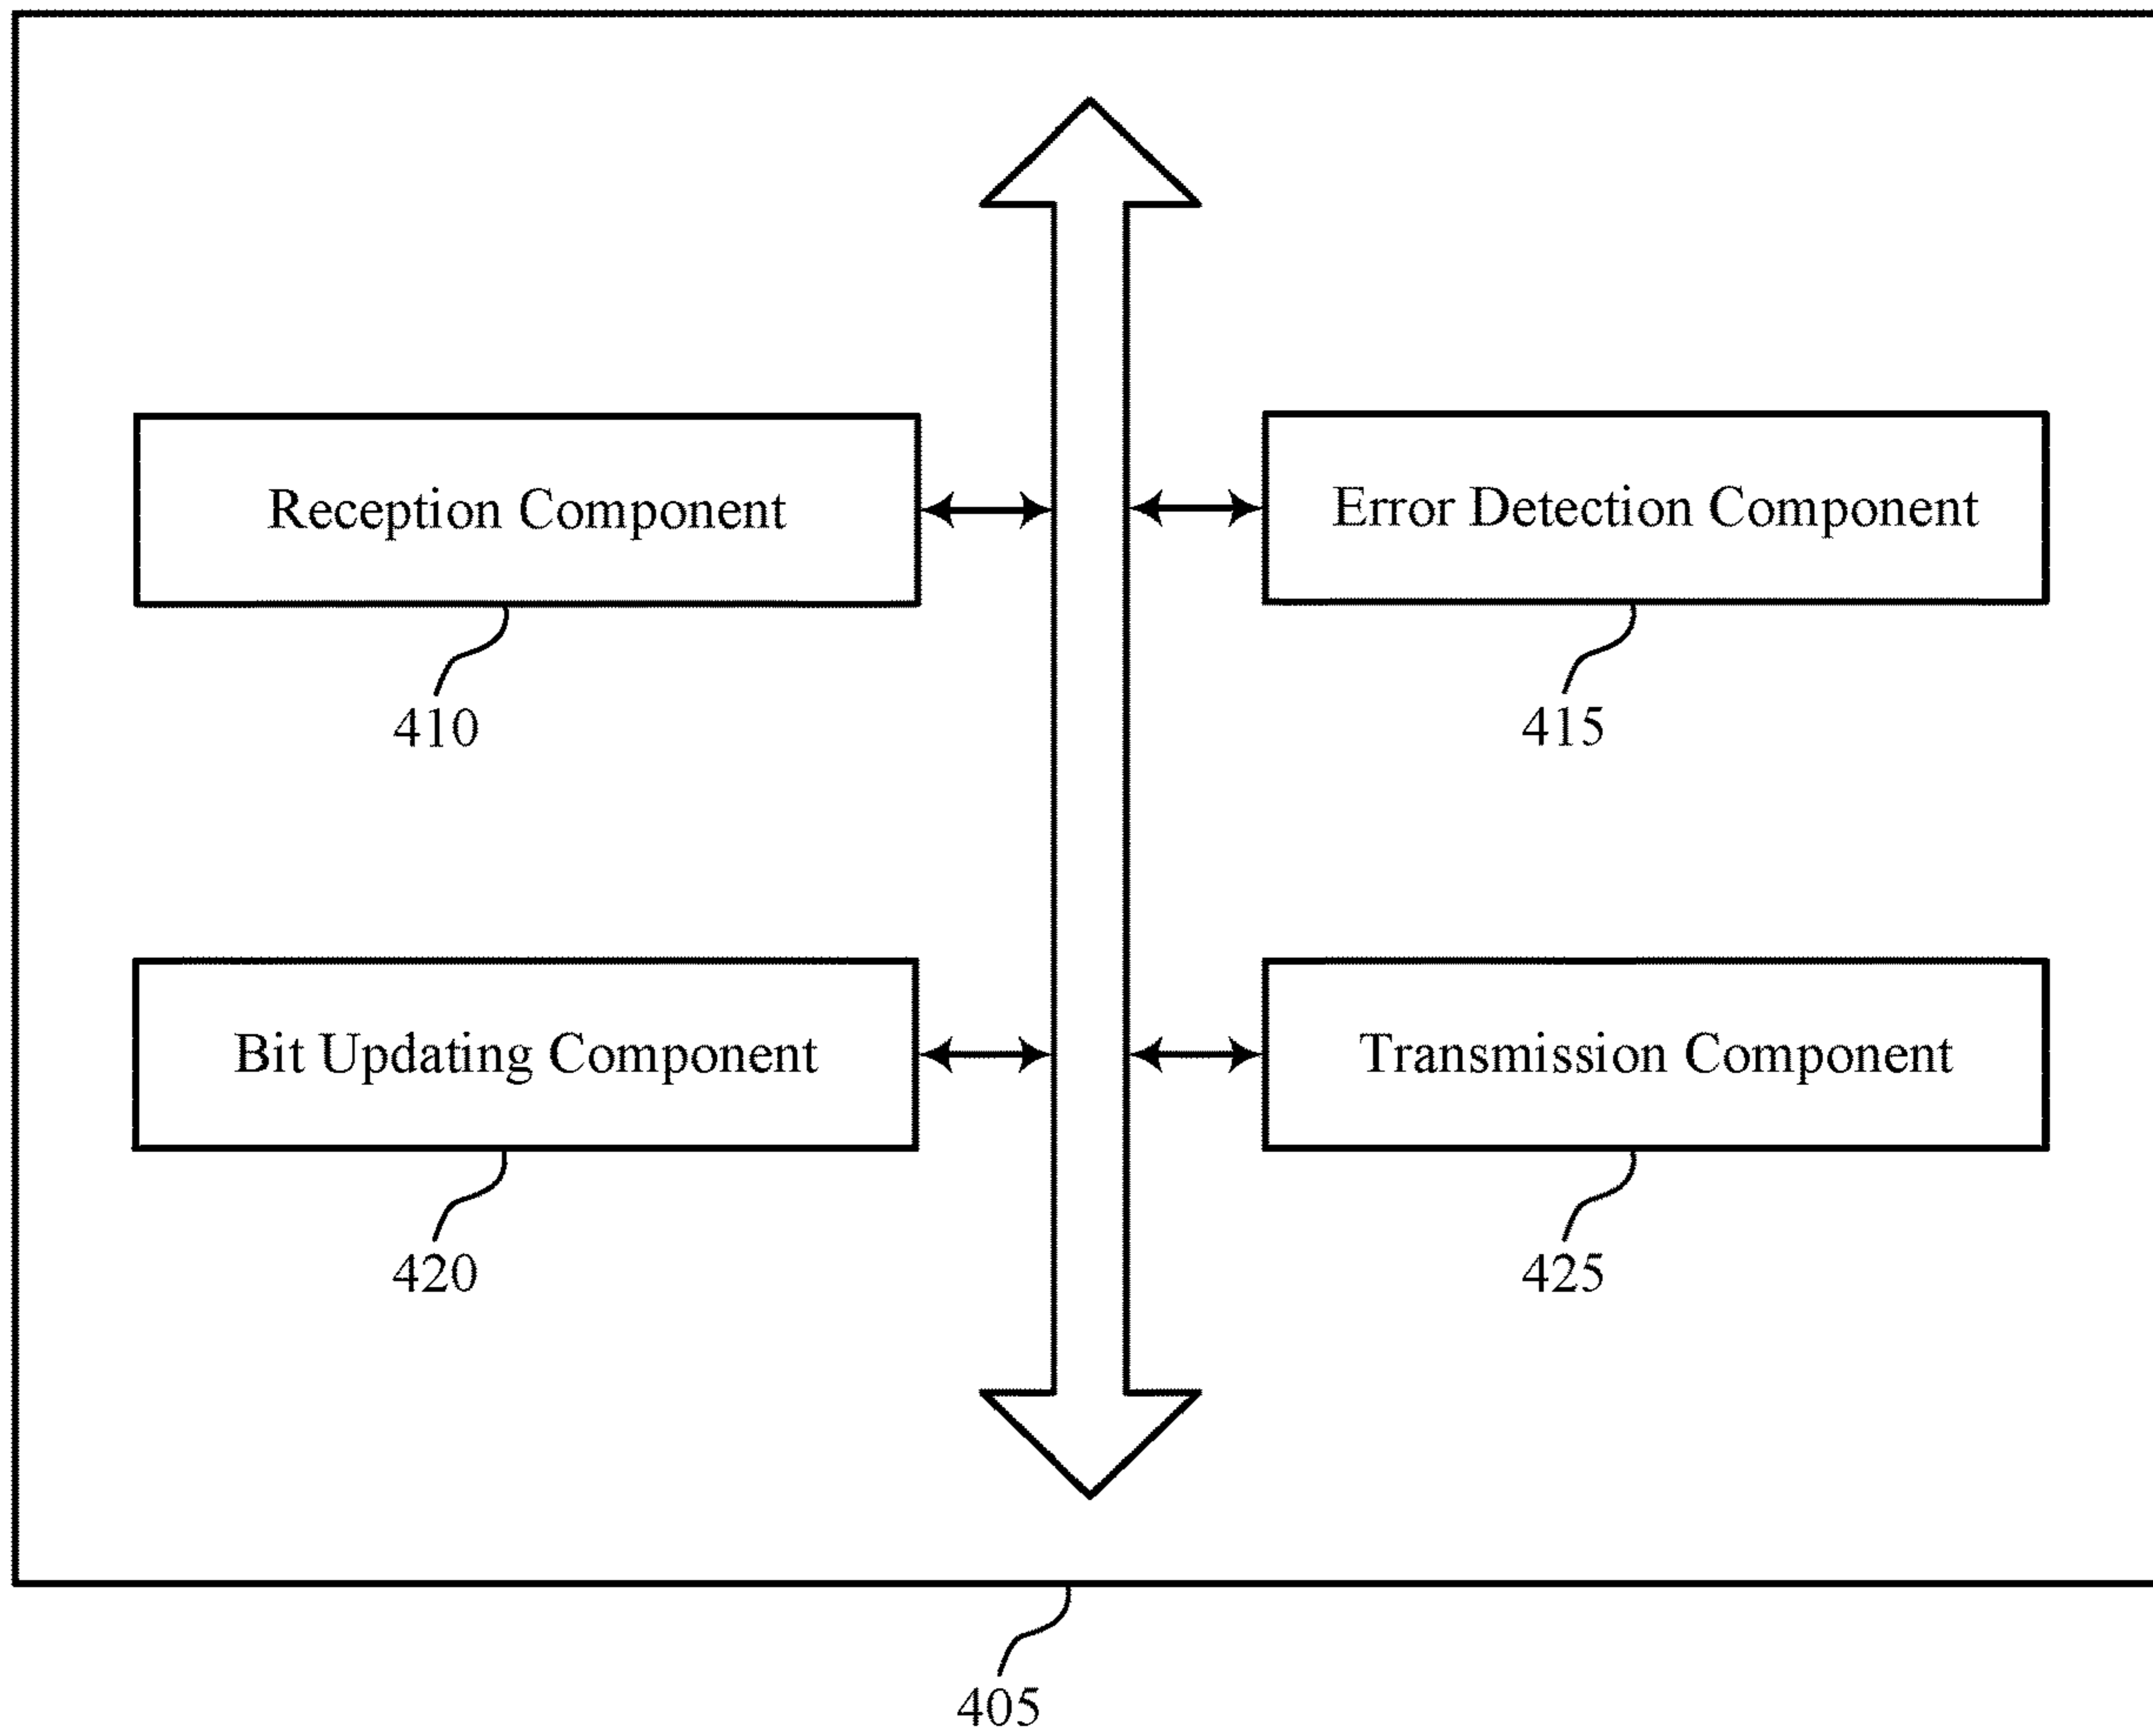 Reception Component
Error Detection Component
410
415
Bit Updating Component
Transmission Component
420
425
405